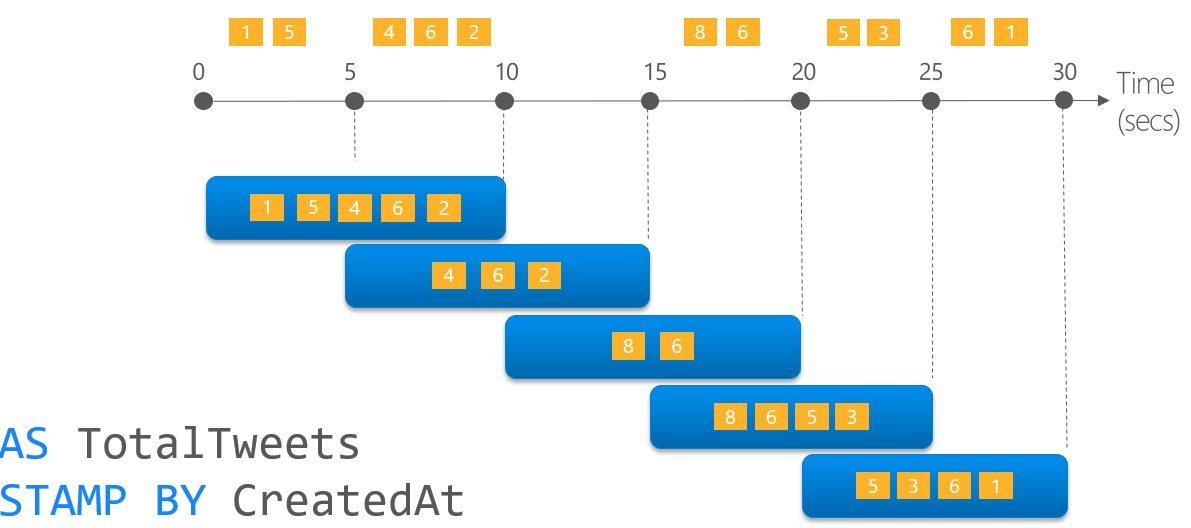 1 5 4 6 2 8 6 5 3 6 1
0 5 10 15 20 25 30
Time
(secs)
1 5 4 6 2
4 6 2
8 6
8 6 5 3
5 3 6 1
AS TotalTweets
STAMP BY CreatedAt